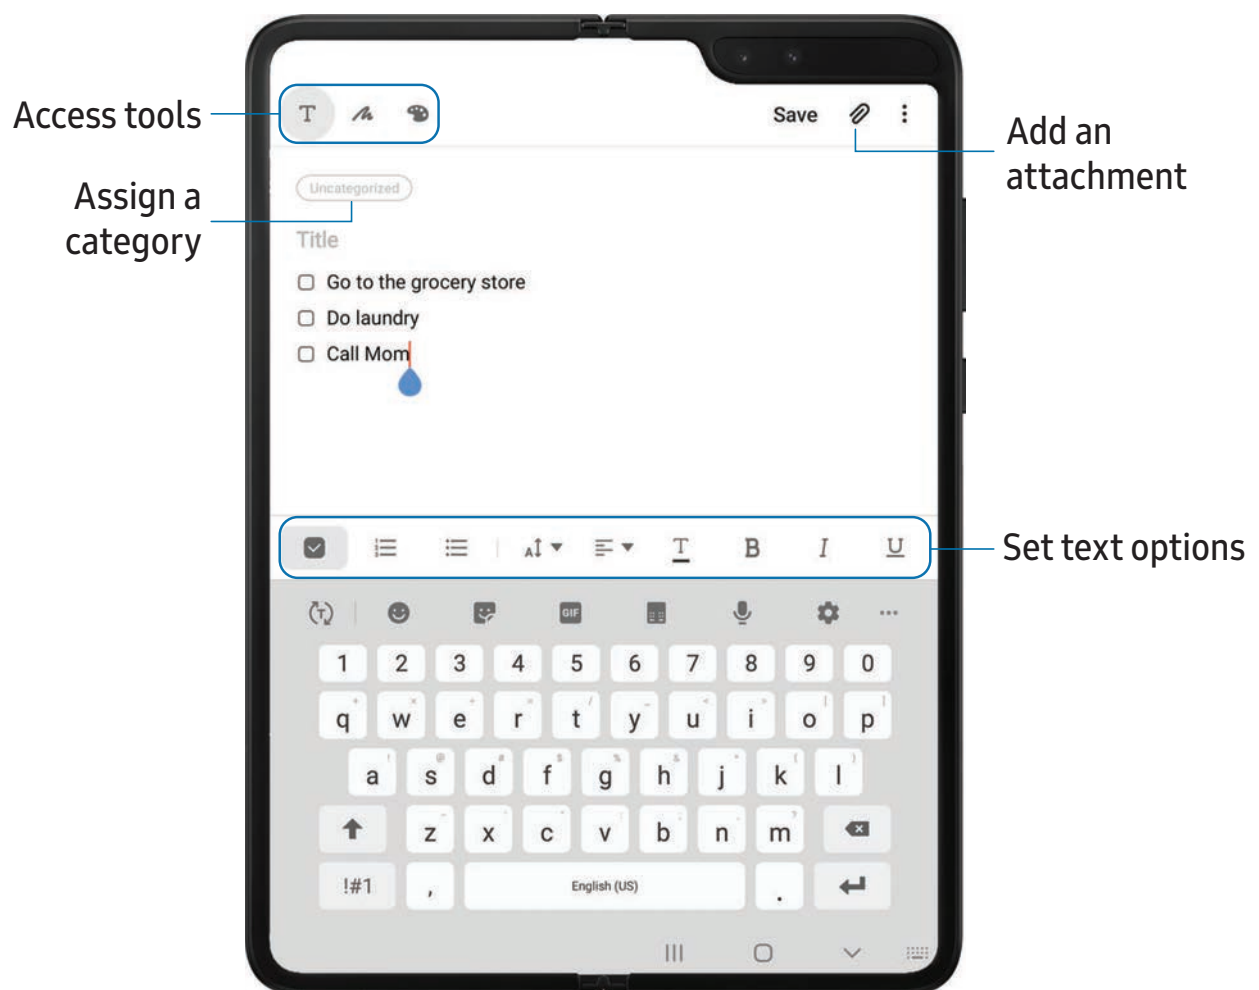 Access tools
T
Save
Add an
attachment
Uncategorized
Assign a
category
Title
Go to the grocery store
Do laundry
Call Mom
A T B I U
Set text options
T GIF
1 2 3 4 5 6 7 8 9 0
q w e r t y u i o p
a s d f g h j k l
z x c v b n m
!#1 , English (US) .